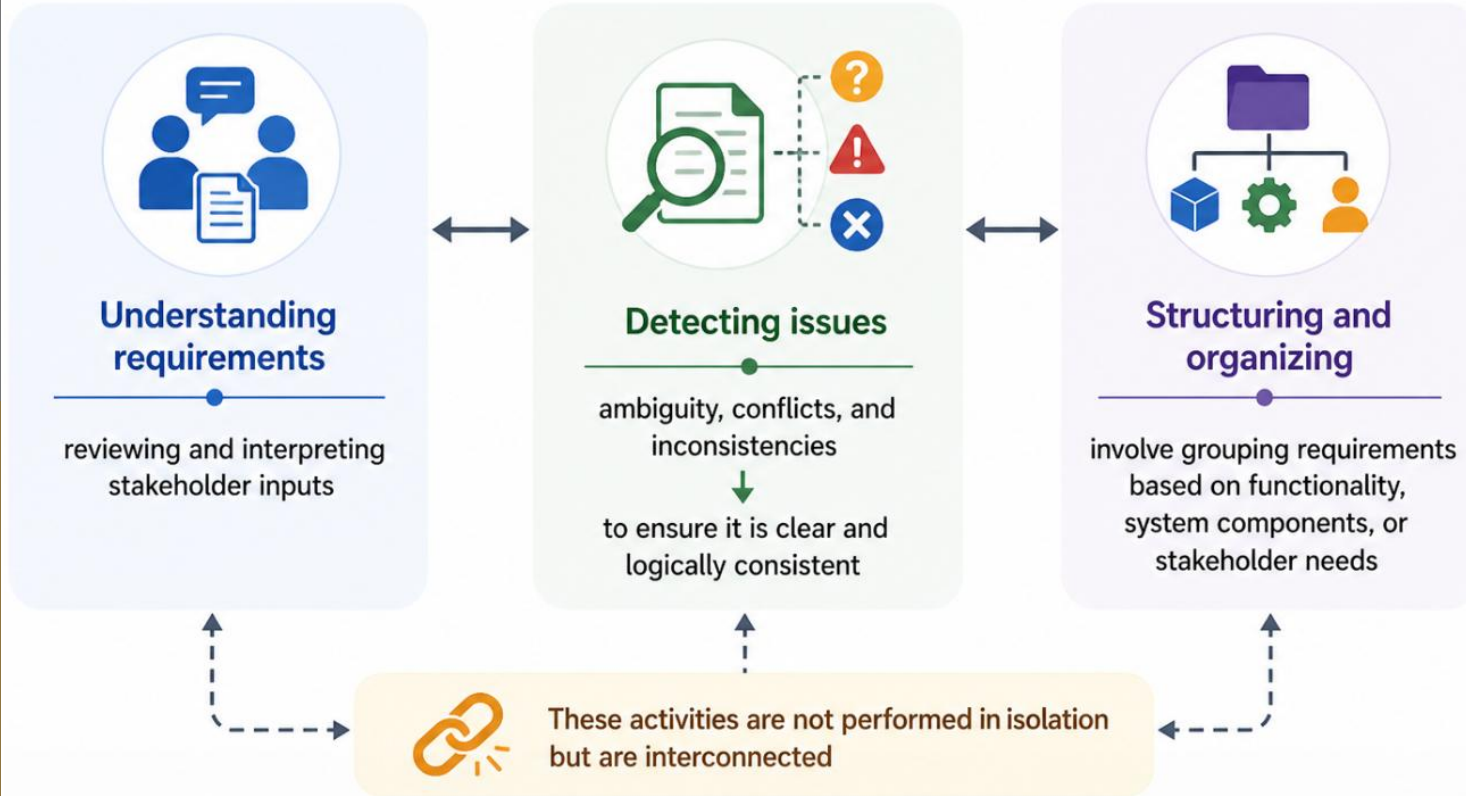 Understanding
requirements
reviewing and interpreting
stakeholder inputs
Detecting issues
ambiguity, conflicts, and
inconsistencies
to ensure it is clear and
logically consistent
Structuring and
organizing
involve grouping requirements
based on functionality,
system components, or
stakeholder needs
These activities are not performed in isolation
but are interconnected